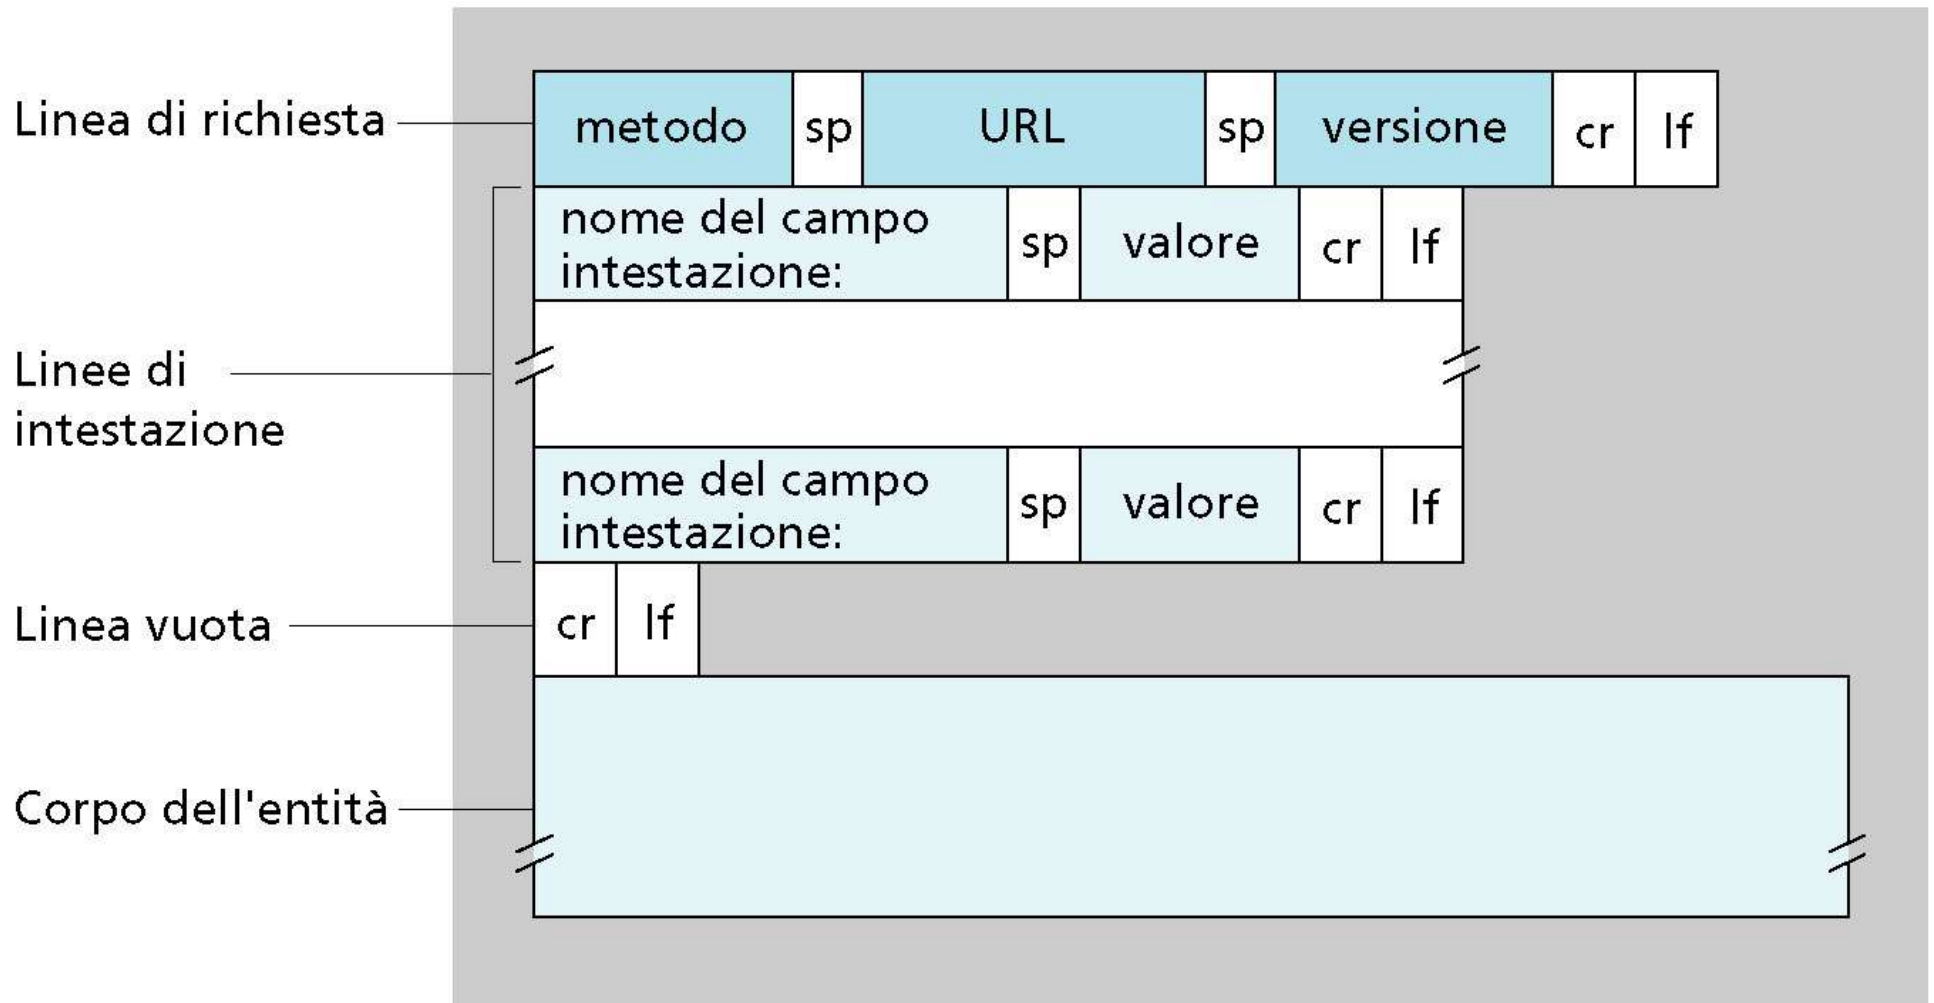 Linea di richiesta
metodo sp URL sp versione cr lf
nome del campo
intestazione: sp valore cr lf
Linee di
intestazione
nome del campo
intestazione: sp valore cr lf
Linea vuota
cr lf
Corpo dell'entità